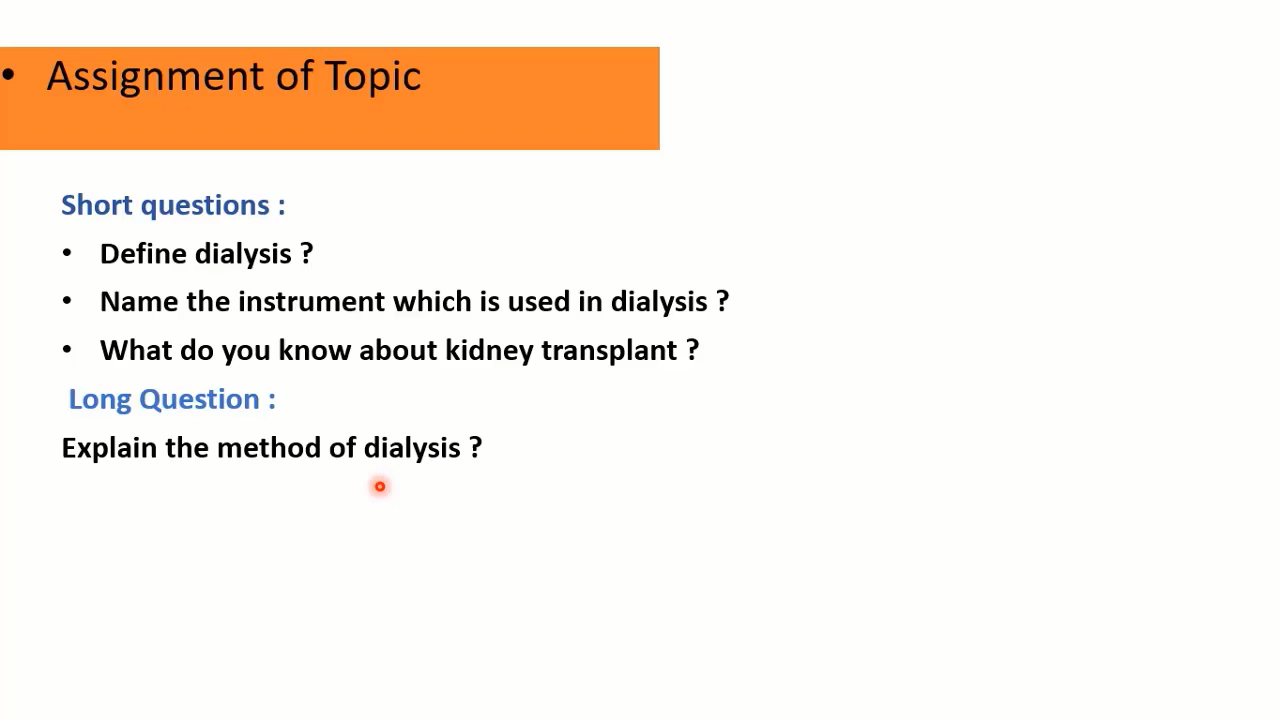 • Assignment of Topic
Short questions :
• Define dialysis ?
• Name the instrument which is used in dialysis ?
• What do you know about kidney transplant ?
Long Question :
Explain the method of dialysis ?